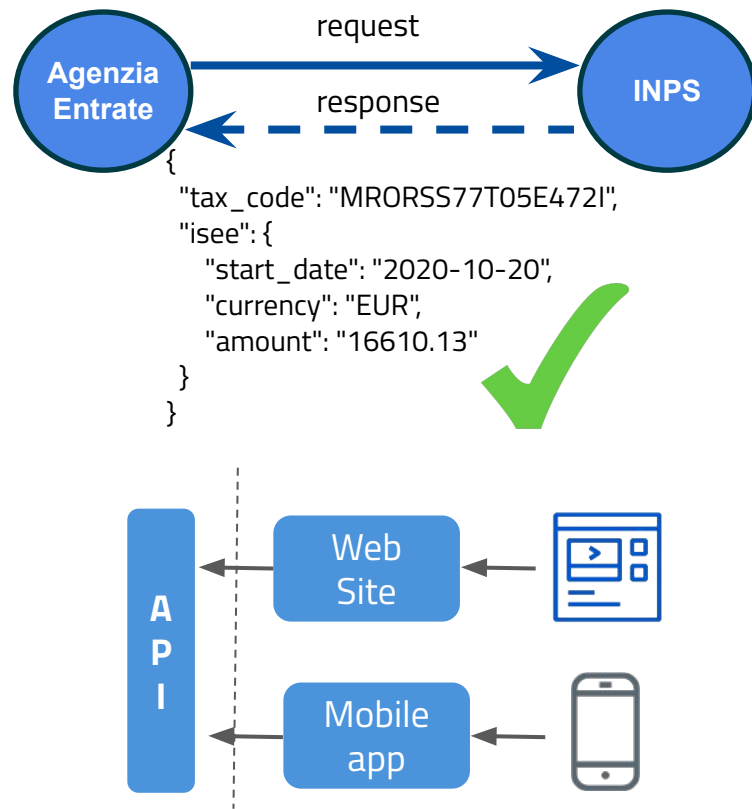 request
Agenzia
Entrate
INPS
response
{
"tax_code": "MRORSS77T05E472I",
"isee": {
"start_date": "2020-10-20",
"currency": "EUR",
"amount": "16610.13"
}
}
Web
Site
A
P
I
Mobile
app